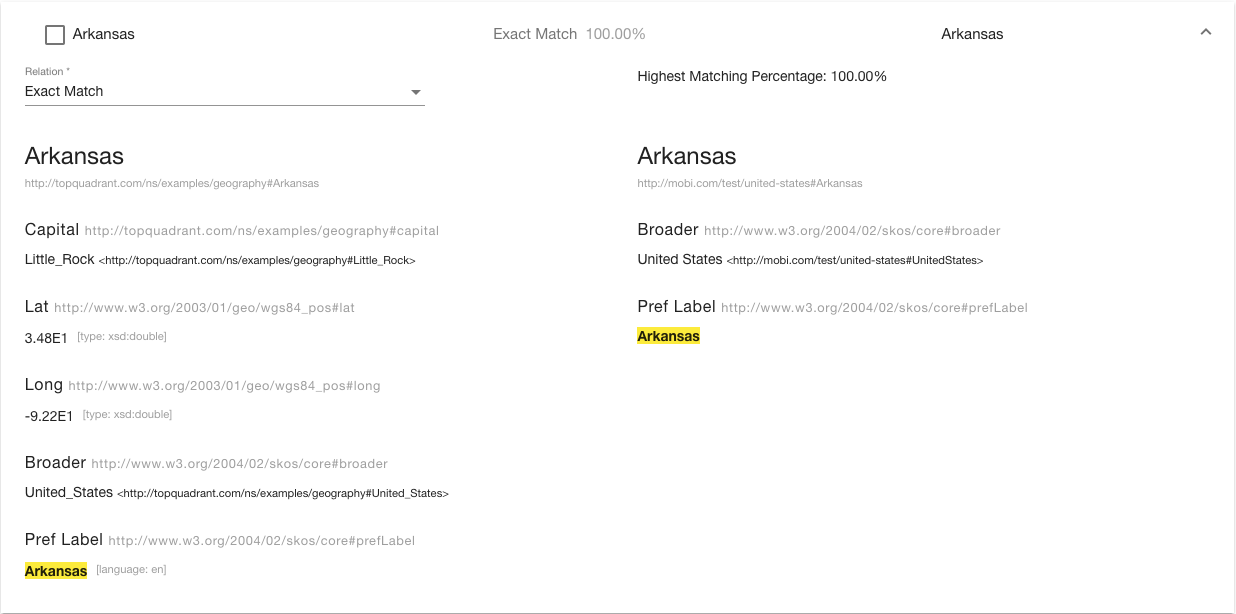 Arkansas Exact Match 100.00% Arkansas
Relation *
Exact Match
Highest Matching Percentage: 100.00%
Arkansas
http://topquadrant.com/ns/examples/geography#Arkansas
Capital http://topquadrant.com/ns/examples/geography#capital
Little_Rock <http://topquadrant.com/ns/examples/geography#Little_Rock>
Lat http://www.w3.org/2003/01/geo/wgs84_pos#lat
3.48E1 [type: xsd:double]
Long http://www.w3.org/2003/01/geo/wgs84_pos#long
-9.22E1 [type: xsd:double]
Broader http://www.w3.org/2004/02/skos/core#broader
United_States <http://topquadrant.com/ns/examples/geography#United_States>
Pref Label http://www.w3.org/2004/02/skos/core#prefLabel
Arkansas [language: en]
Arkansas
http://mobi.com/test/united-states#Arkansas
Broader http://www.w3.org/2004/02/skos/core#broader
United States <http://mobi.com/test/united-states#UnitedStates>
Pref Label http://www.w3.org/2004/02/skos/core#prefLabel
Arkansas